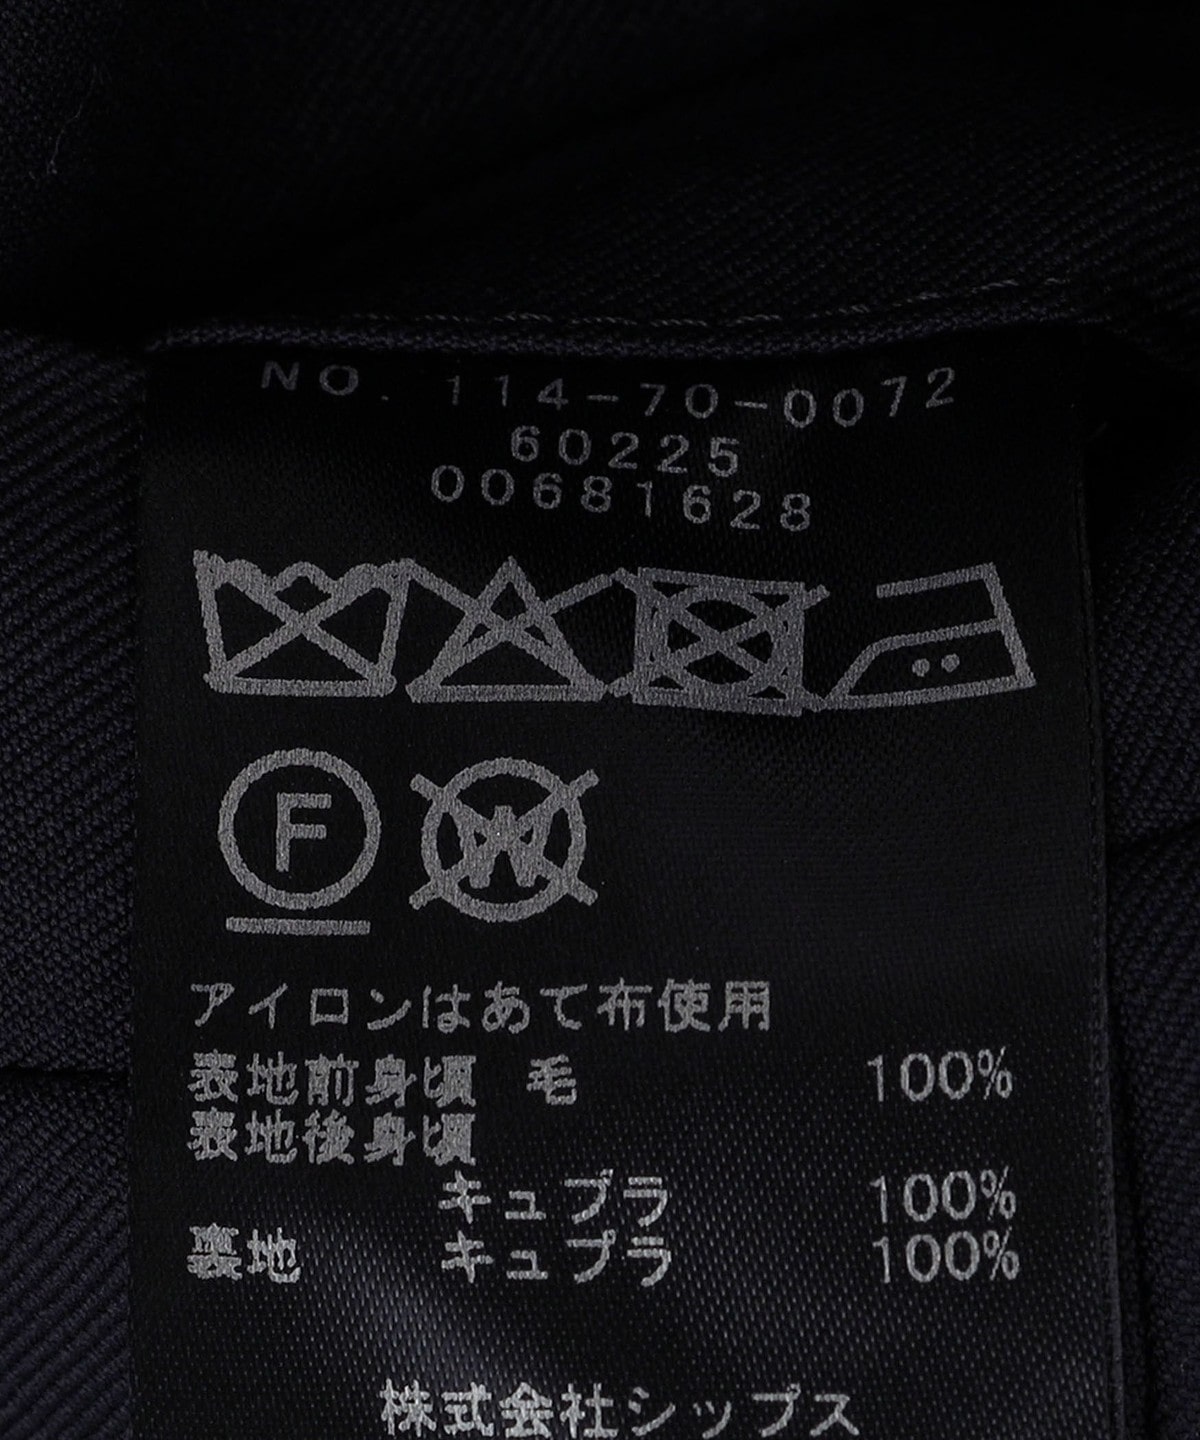 NO. 114-70-0072
60225
00681628
F
W
アイロンはあて布使用
表地前身頃 毛 100%
表地後身頃
キュプラ 100%
裏地 キュプラ 100%
株式会社シップス